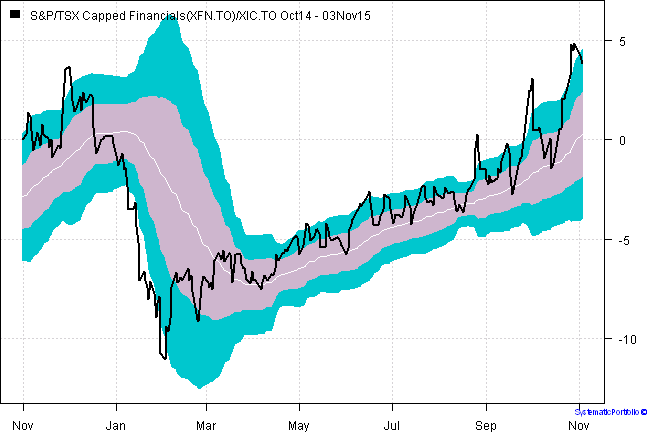 S&P/TSX Capped Financials(XFN.TO)/XIC.TO Oct14 - 03Nov15
5
0
-5
-10
Nov Jan Mar May Jul Sep Nov
SystematicPortfolio ©